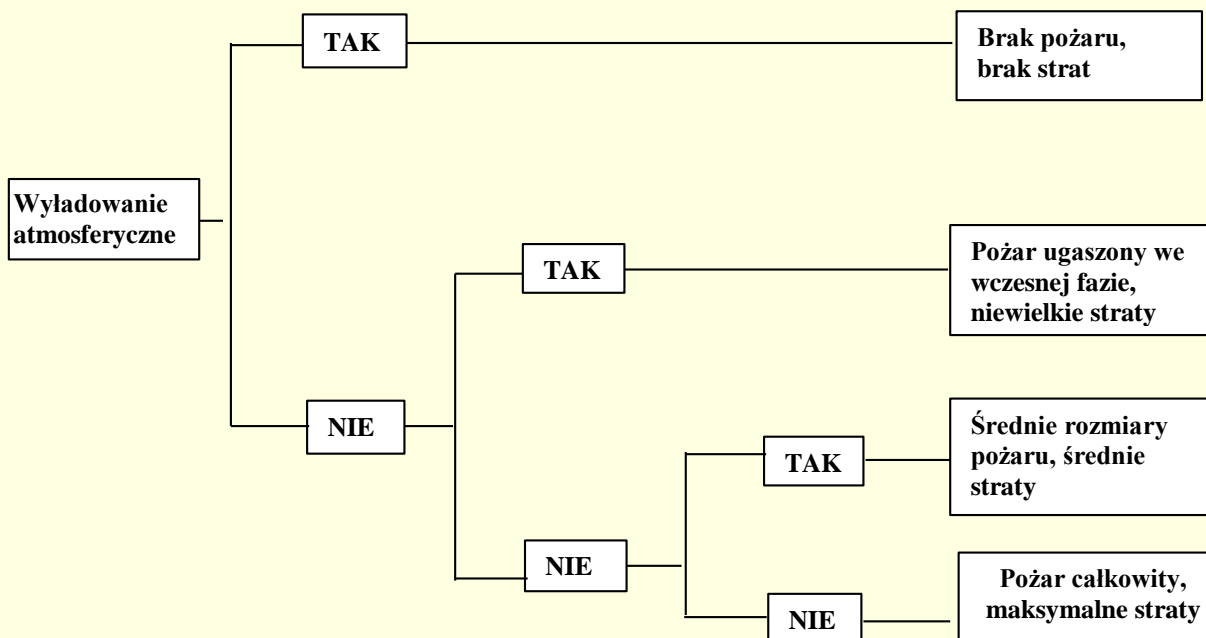 TAK
Brak pożaru,
brak strat
Wyładowanie
atmosferyczne
TAK
Pożar ugaszony we
wczesnej fazie,
niewielkie straty
NIE
TAK
Średnie rozmiary
pożaru, średnie
straty
NIE
NIE
Pożar całkowity,
maksymalne straty